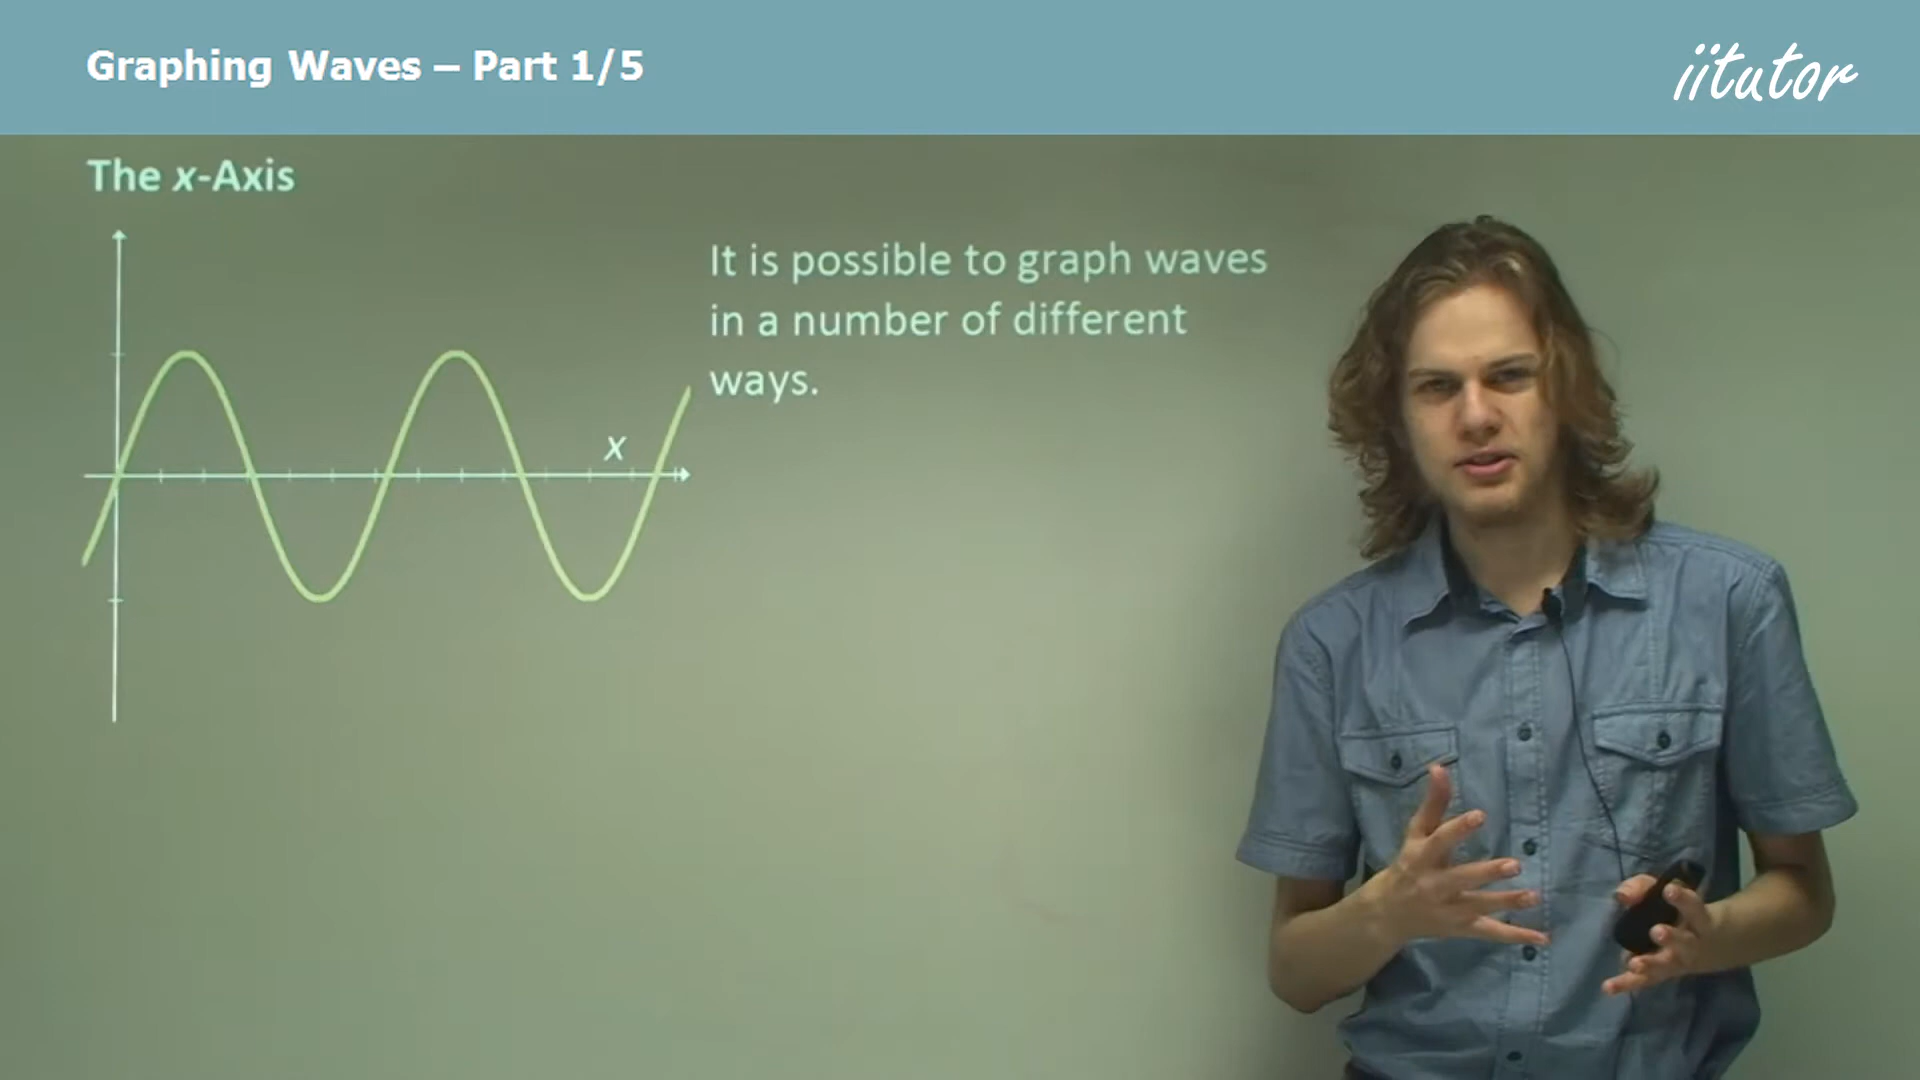 Graphing Waves – Part 1/5
iitutor
The x-Axis
It is possible to graph waves
in a number of different
ways.
x